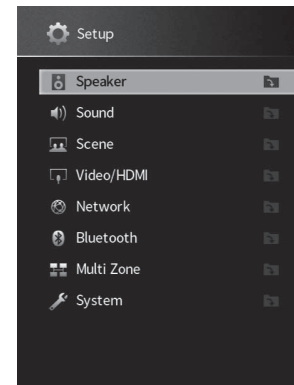 Setup
Speaker
Sound
Scene
Video/HDMI
Network
Bluetooth
Multi Zone
System